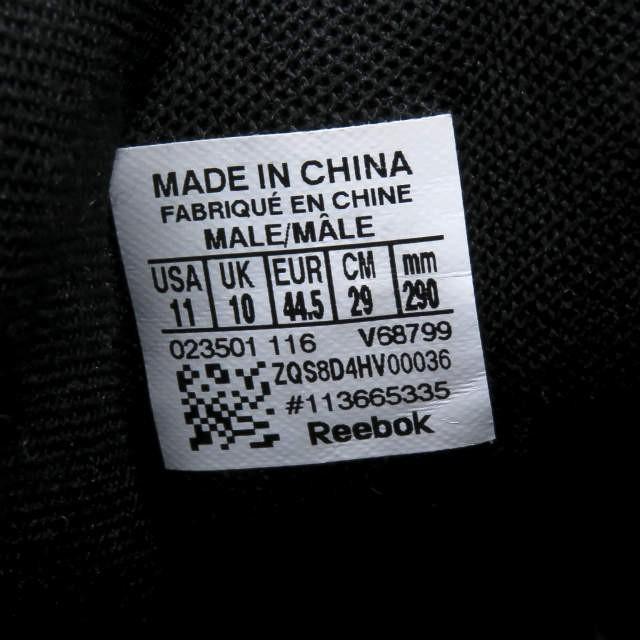 MADE IN CHINA
FABRIQUÉ EN CHINE
MALE/MÂLE
USA UK EUR CM mm
11 10 44.5 29 290
023501 116 V68799
ZQS8D4HV00036
#113665335
Reebok